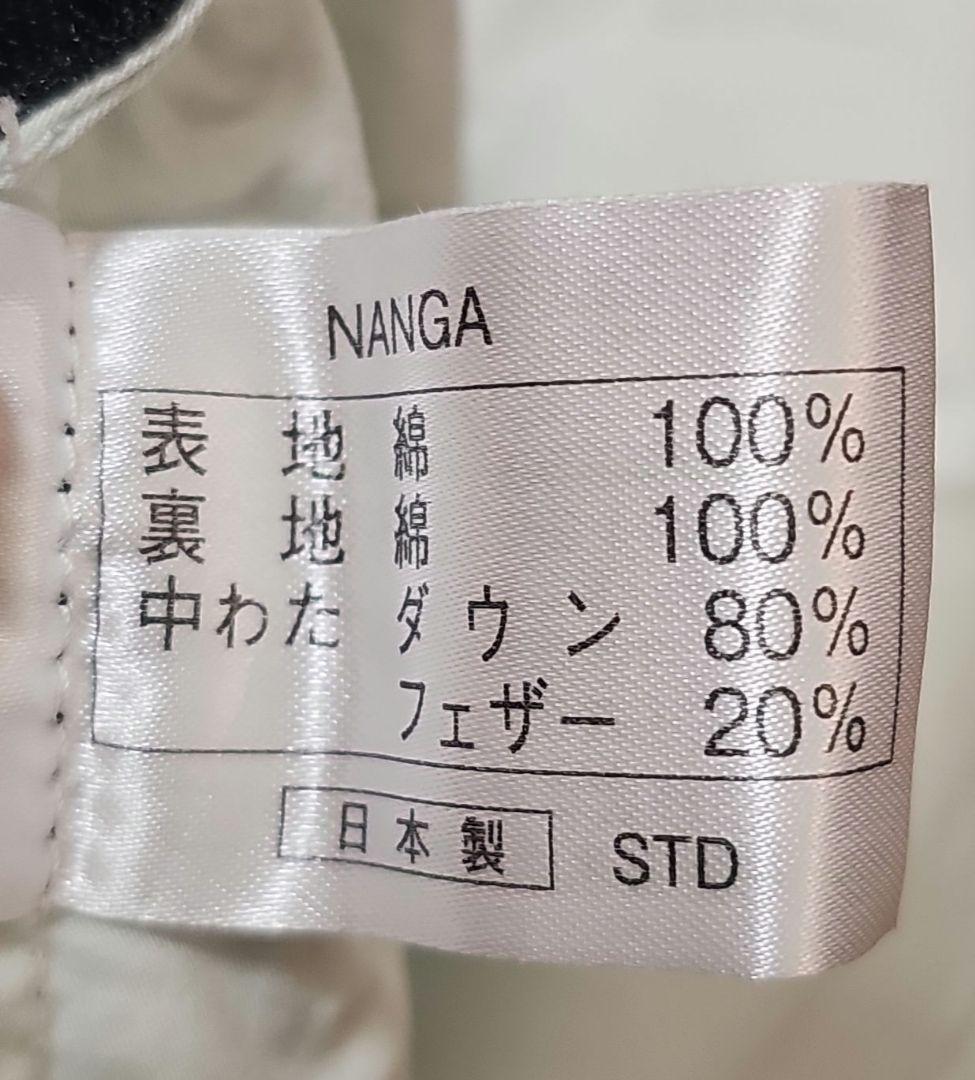 NANGA
表地 綿 100%
裏地 綿 100%
中わた ダウン 80%
フェザー 20%
日本製 STD